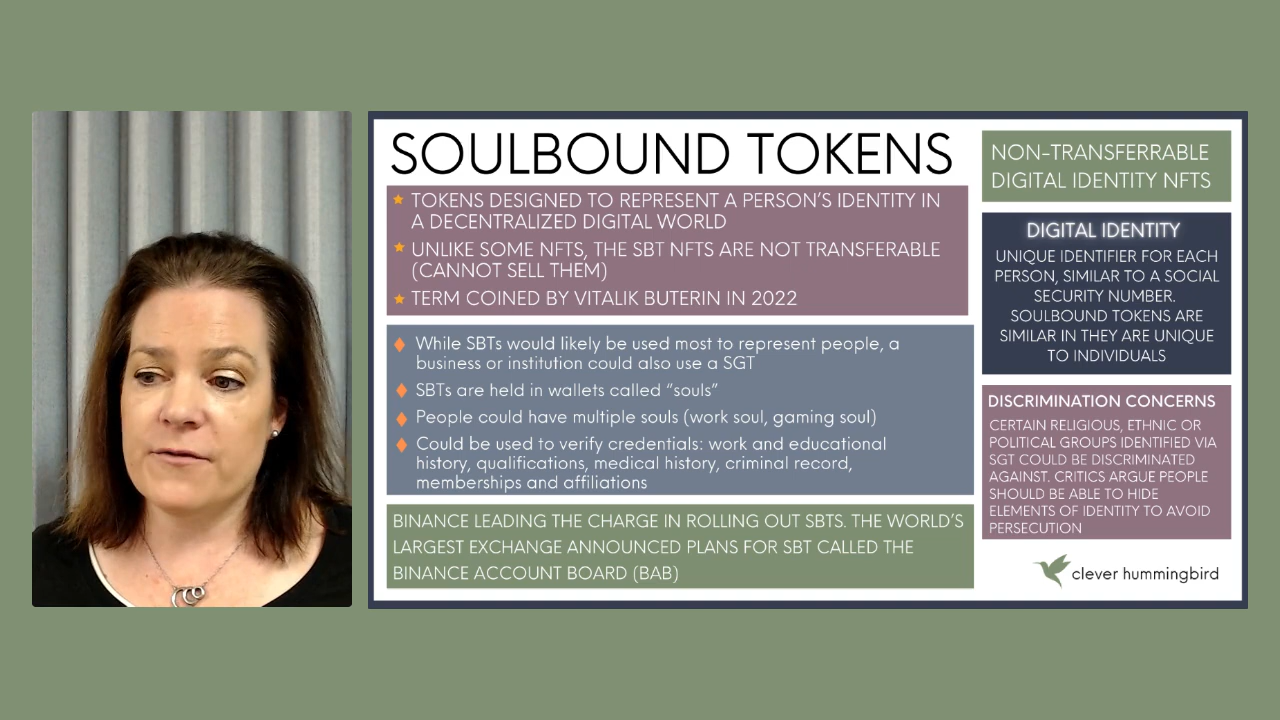 SOULBOUND TOKENS
TOKENS DESIGNED TO REPRESENT A PERSON'S IDENTITY IN
A DECENTRALIZED DIGITAL WORLD
UNLIKE SOME NFTS, THE SBT NFTS ARE NOT TRANSFERABLE
(CANNOT SELL THEM)
TERM COINED BY VITALIK BUTERIN IN 2022
While SBTs would likely be used most to represent people, a
business or institution could also use a SGT
SBTs are held in wallets called "souls"
People could have multiple souls (work soul, gaming soul)
Could be used to verify credentials: work and educational
history, qualifications, medical history, criminal record,
memberships and affiliations
BINANCE LEADING THE CHARGE IN ROLLING OUT SBTS. THE WORLD'S
LARGEST EXCHANGE ANNOUNCED PLANS FOR SBT CALLED THE
BINANCE ACCOUNT BOARD (BAB)
NON-TRANSFERRABLE
DIGITAL IDENTITY NFTS
DIGITAL IDENTITY
UNIQUE IDENTIFIER FOR EACH
PERSON, SIMILAR TO A SOCIAL
SECURITY NUMBER.
SOULBOUND TOKENS ARE
SIMILAR IN THEY ARE UNIQUE
TO INDIVIDUALS
DISCRIMINATION CONCERNS
CERTAIN RELIGIOUS, ETHNIC OR
POLITICAL GROUPS IDENTIFIED VIA
SGT COULD BE DISCRIMINATED
AGAINST. CRITICS ARGUE PEOPLE
SHOULD BE ABLE TO HIDE
ELEMENTS OF IDENTITY TO AVOID
PERSECUTION
clever hummingbird